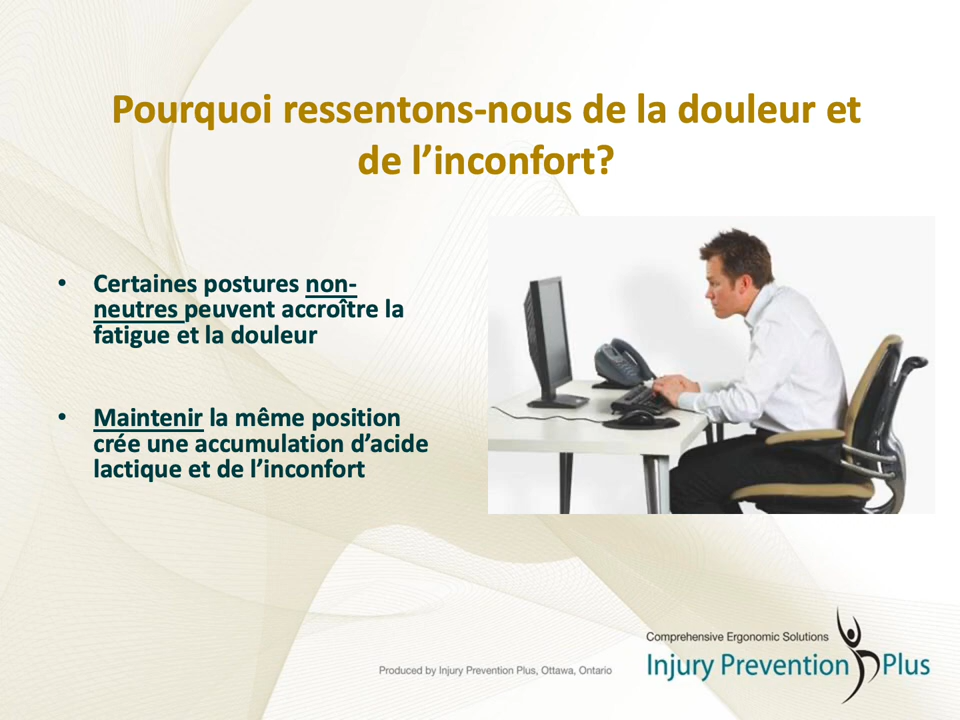 Pourquoi ressentons-nous de la douleur et
de l’inconfort?
• Certaines postures non-
neutres peuvent accroître la
fatigue et la douleur
• Maintenir la même position
crée une accumulation d’acide
lactique et de l’inconfort
Comprehensive Ergonomic Solutions
Injury Prevention Plus
Produced by Injury Prevention Plus, Ottawa, Ontario